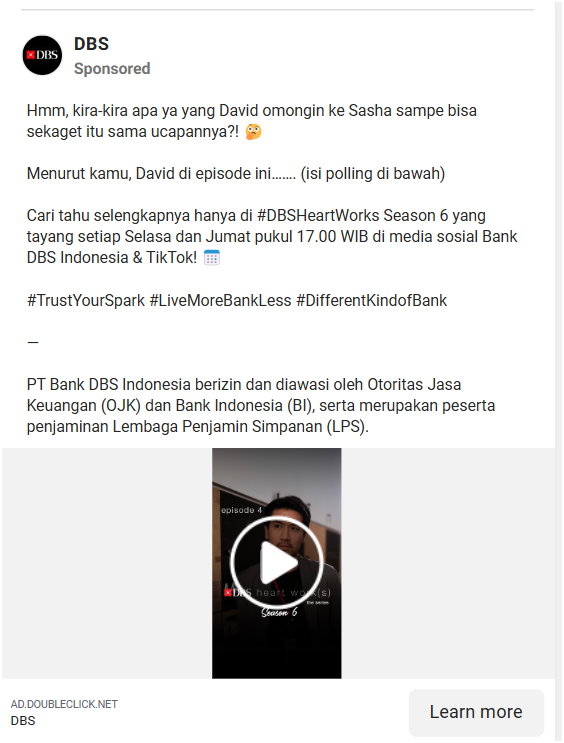 DBS
DBS
Sponsored
Hmm, kira-kira apa ya yang David omongin ke Sasha sampe bisa
sekaget itu sama ucapannya?! 🤔
Menurut kamu, David di episode ini....... (isi polling di bawah)
Cari tahu selengkapnya hanya di #DBSHeartWorks Season 6 yang
tayang setiap Selasa dan Jumat pukul 17.00 WIB di media sosial Bank
DBS Indonesia & TikTok! 🗓️
#TrustYourSpark #LiveMoreBankLess #DifferentKindofBank
—
PT Bank DBS Indonesia berizin dan diawasi oleh Otoritas Jasa
Keuangan (OJK) dan Bank Indonesia (BI), serta merupakan peserta
penjaminan Lembaga Penjamin Simpanan (LPS).
episode 4
DBS heart work(s)
the series
Season 6
AD.DOUBLECLICK.NET
DBS
Learn more